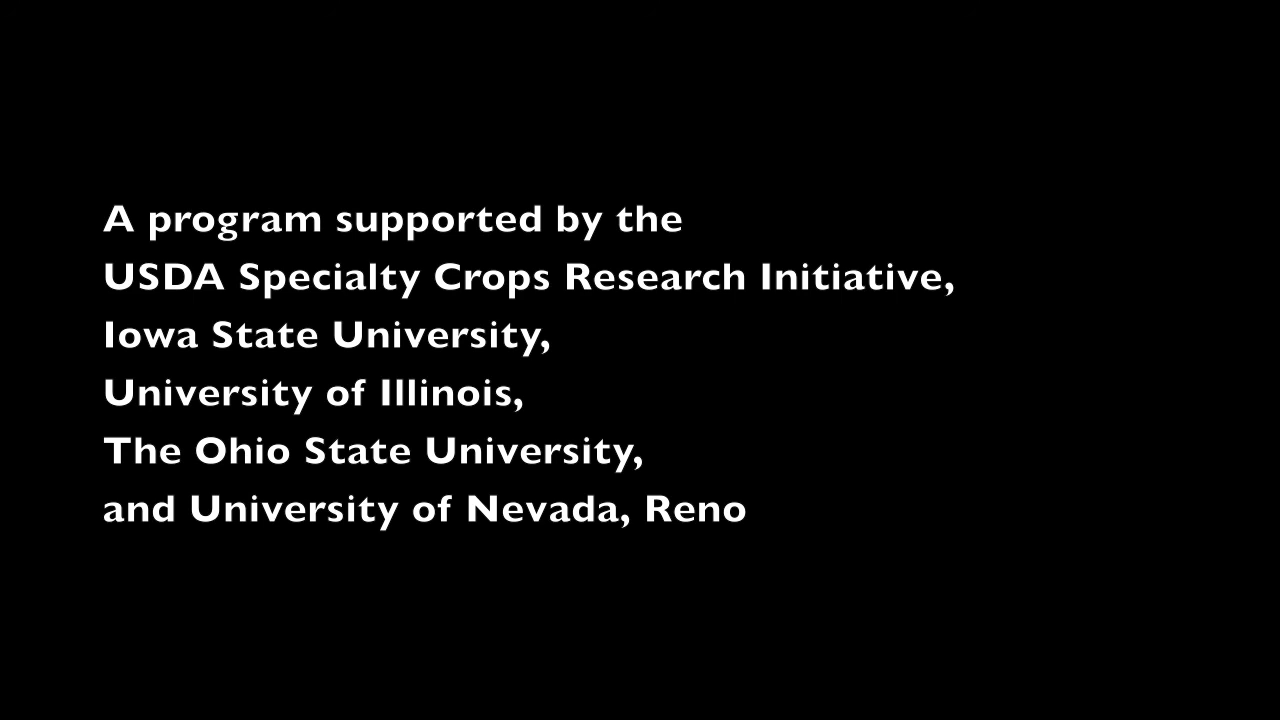 A program supported by the
USDA Specialty Crops Research Initiative,
Iowa State University,
University of Illinois,
The Ohio State University,
and University of Nevada, Reno